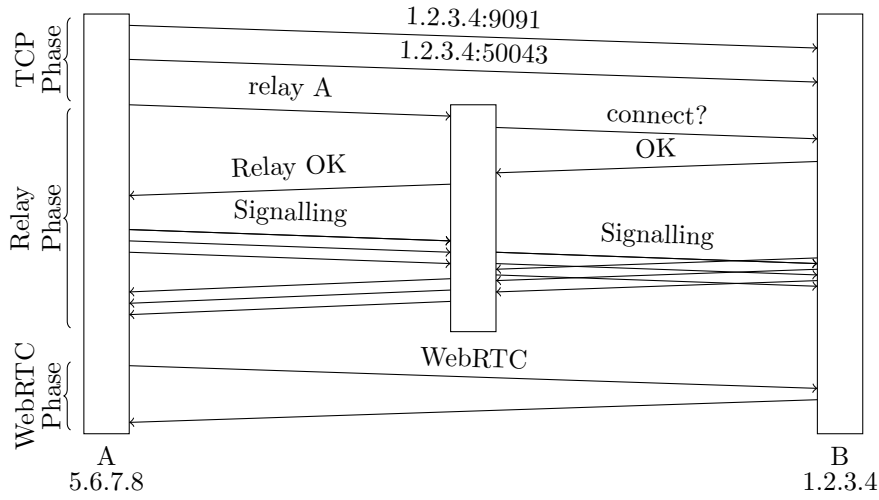 TCP
Phase
1.2.3.4:9091
1.2.3.4:50043
Relay
Phase
relay A
connect?
OK
Relay OK
Signalling
Signalling
WebRTC
Phase
WebRTC
A
5.6.7.8
B
1.2.3.4